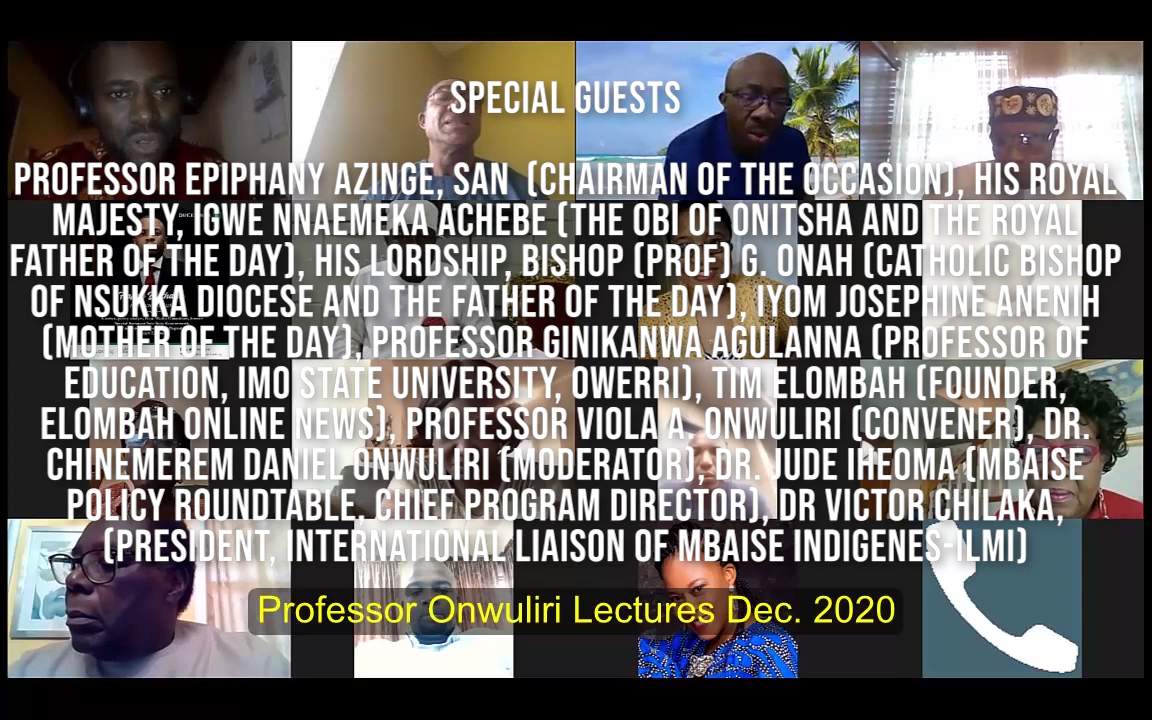 SPECIAL GUESTS
PROFESSOR EPIPHANY AZINGE, SAN (CHAIRMAN OF THE OCCASION), HIS ROYAL
MAJESTY, IGWE NNAEMEKA ACHEBE (THE OBI OF ONITSHA AND THE ROYAL
FATHER OF THE DAY), HIS LORDSHIP, BISHOP (PROF) G. ONAH (CATHOLIC BISHOP
OF NSUKKA DIOCESE AND THE FATHER OF THE DAY), IYOM JOSEPHINE ANENIH
(MOTHER OF THE DAY), PROFESSOR GINIKANWA AGULANNA (PROFESSOR OF
EDUCATION, IMO STATE UNIVERSITY, OWERRI), TIM ELOMBAH (FOUNDER,
ELOMBAH ONLINE NEWS), PROFESSOR VIOLA A. ONWULIRI (CONVENER), DR.
CHINEMEREM DANIEL ONWULIRI (MODERATOR), DR. JUDE IHEOMA (MBAISE
POLICY ROUNDTABLE, CHIEF PROGRAM DIRECTOR), DR VICTOR CHILAKA,
(PRESIDENT, INTERNATIONAL LIAISON OF MBAISE INDIGENES-ILMI)
Professor Onwuliri Lectures Dec. 2020